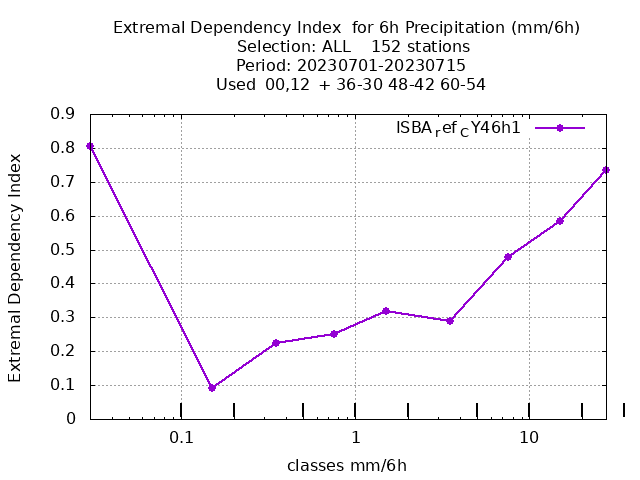 Extremal Dependency Index  for 6h Precipitation (mm/6h)
Selection: ALL    152 stations
Period: 20230701-20230715
Used  00,12  + 36-30 48-42 60-54
ISBArefCY46h1
Extremal Dependency Index
0.9
0.8
0.7
0.6
0.5
0.4
0.3
0.2
0.1
0
0.1 1 10
classes mm/6h